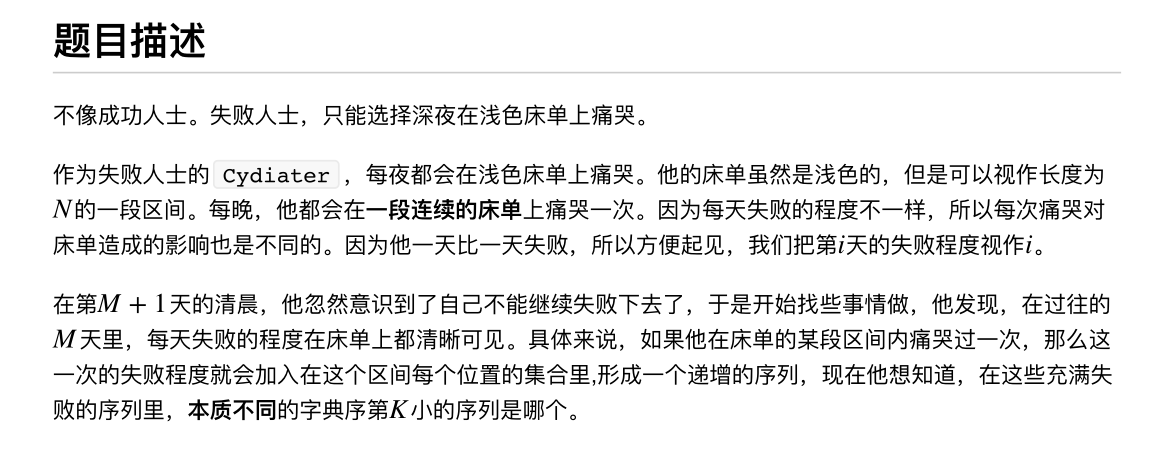 题目描述
不像成功人士。失败人士，只能选择深夜在浅色床单上痛哭。
作为失败人士的 Cydiater ，每夜都会在浅色床单上痛哭。他的床单虽然是浅色的，但是可以视作长度为
N的一段区间。每晚，他都会在一段连续的床单上痛哭一次。因为每天失败的程度不一样，所以每次痛哭对
床单造成的影响也是不同的。因为他一天比一天失败，所以方便起见，我们把第i天的失败程度视作i。
在第M + 1天的清晨，他忽然意识到了自己不能继续失败下去了，于是开始找些事情做，他发现，在过往的
M天里，每天失败的程度在床单上都清晰可见。具体来说，如果他在床单的某段区间内痛哭过一次，那么这
一次的失败程度就会加入在这个区间每个位置的集合里,形成一个递增的序列，现在他想知道，在这些充满失
败的序列里，本质不同的字典序第K小的序列是哪个。